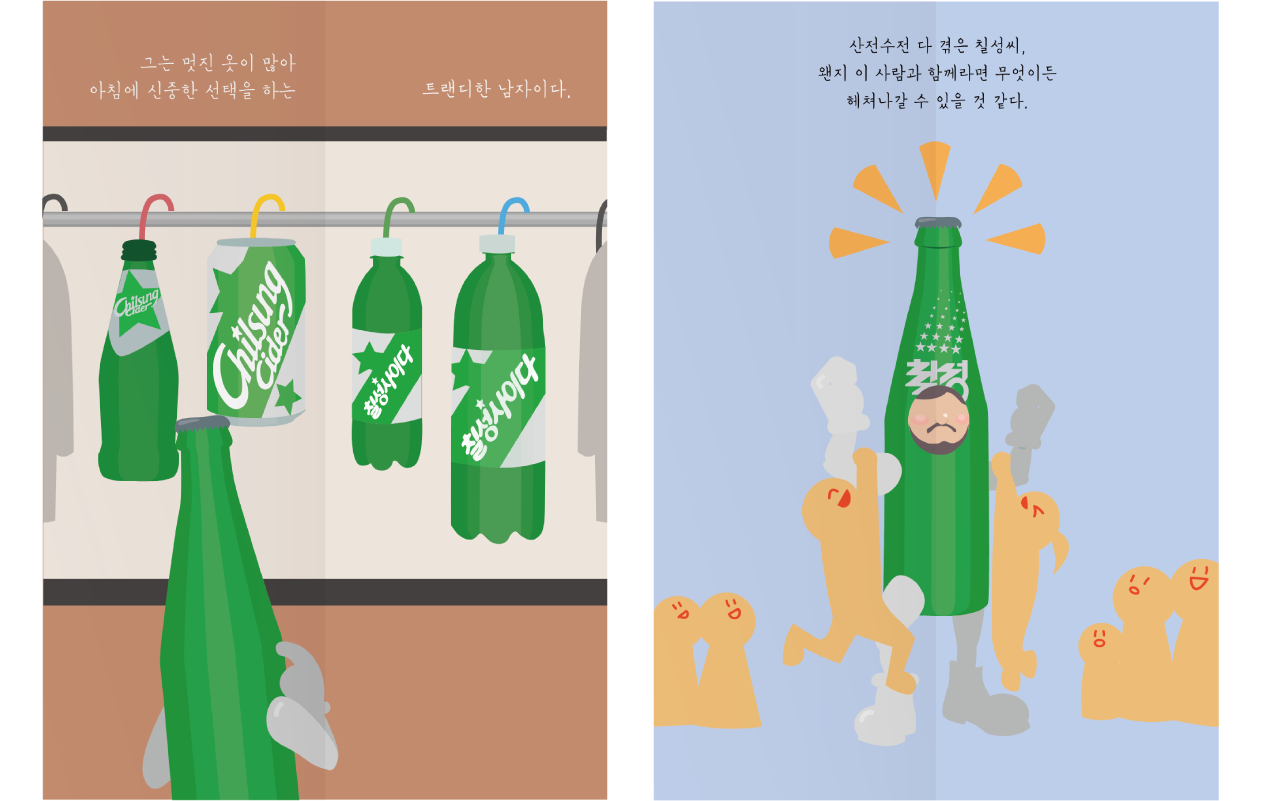 그는 멋진 옷이 많아
아침에 신중한 선택을 하는
트랜디한 남자이다.
Chilsung
Cider
Chilsung
Cider
칠성사이다
칠성사이다
산전수전 다 겪은 칠성씨,
왠지 이 사람과 함께라면 무엇이든
헤쳐나갈 수 있을 것 같다.
칠성